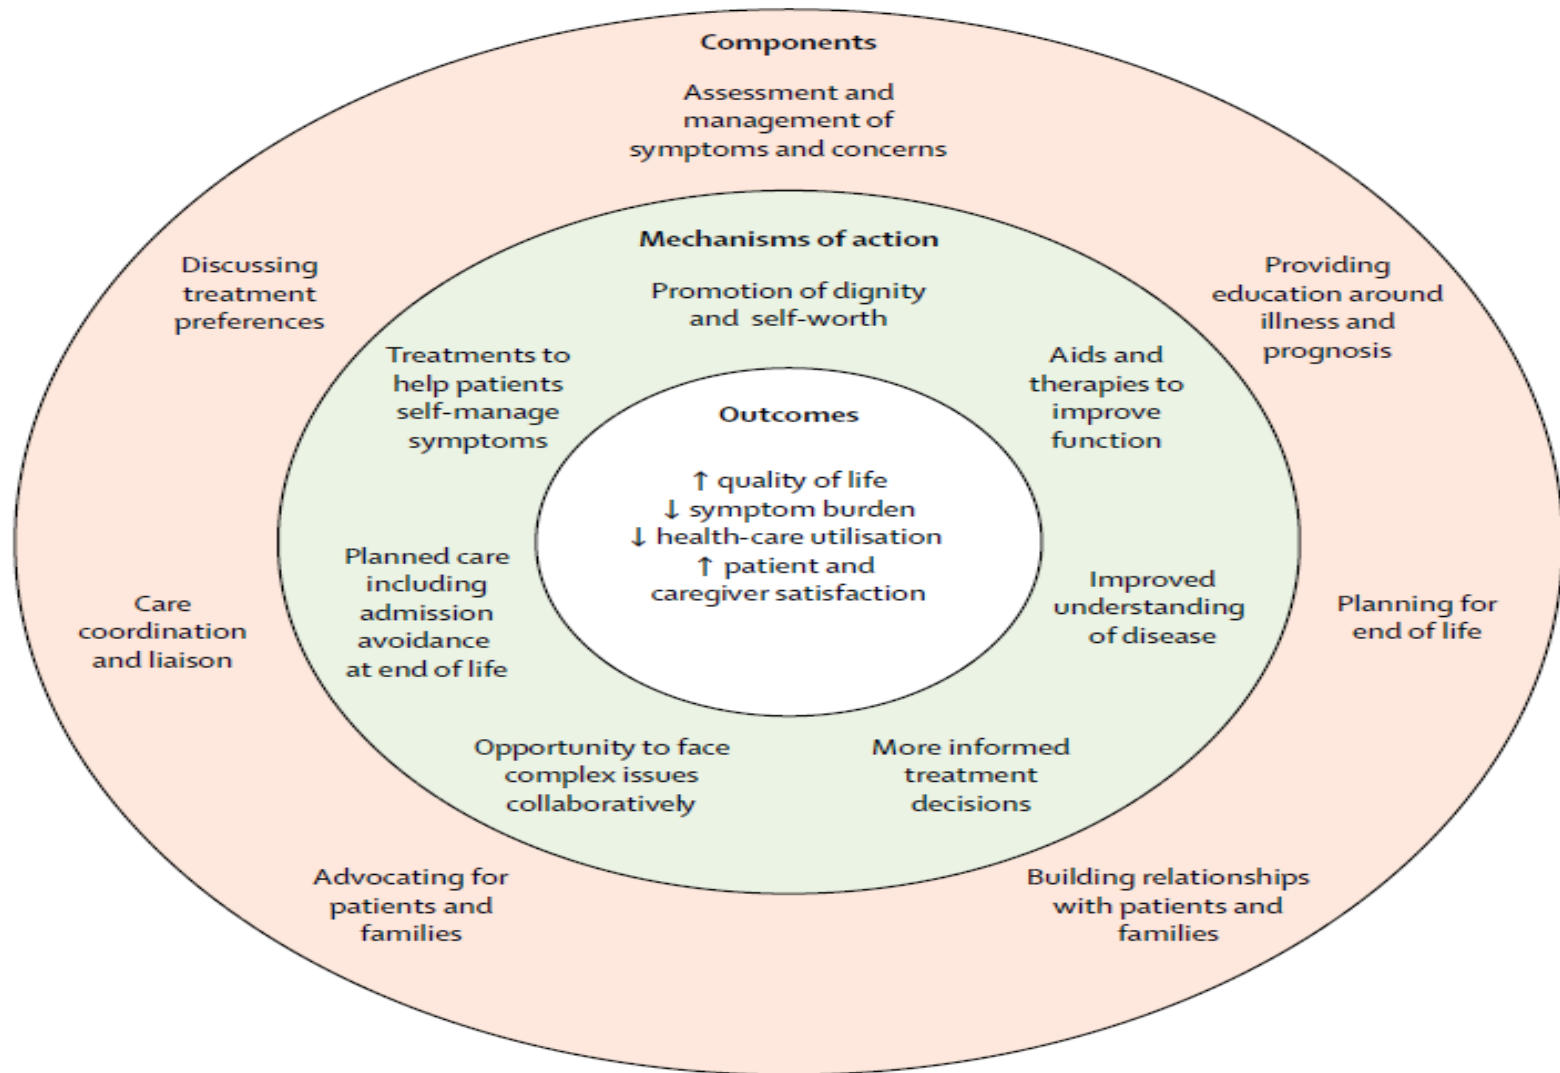 Components
Assessment and
management of
symptoms and concerns
Discussing
treatment
preferences
Providing
education around
illness and
prognosis
Care
coordination
and liaison
Planning for
end of life
Advocating for
patients and
families
Building relationships
with patients and
families
Mechanisms of action
Promotion of dignity
and self-worth
Treatments to
help patients
self-manage
symptoms
Aids and
therapies to
improve
function
Planned care
including
admission
avoidance
at end of life
Improved
understanding
of disease
Opportunity to face
complex issues
collaboratively
More informed
treatment
decisions
Outcomes
↑ quality of life
↓ symptom burden
↓ health-care utilisation
↑ patient and
caregiver satisfaction